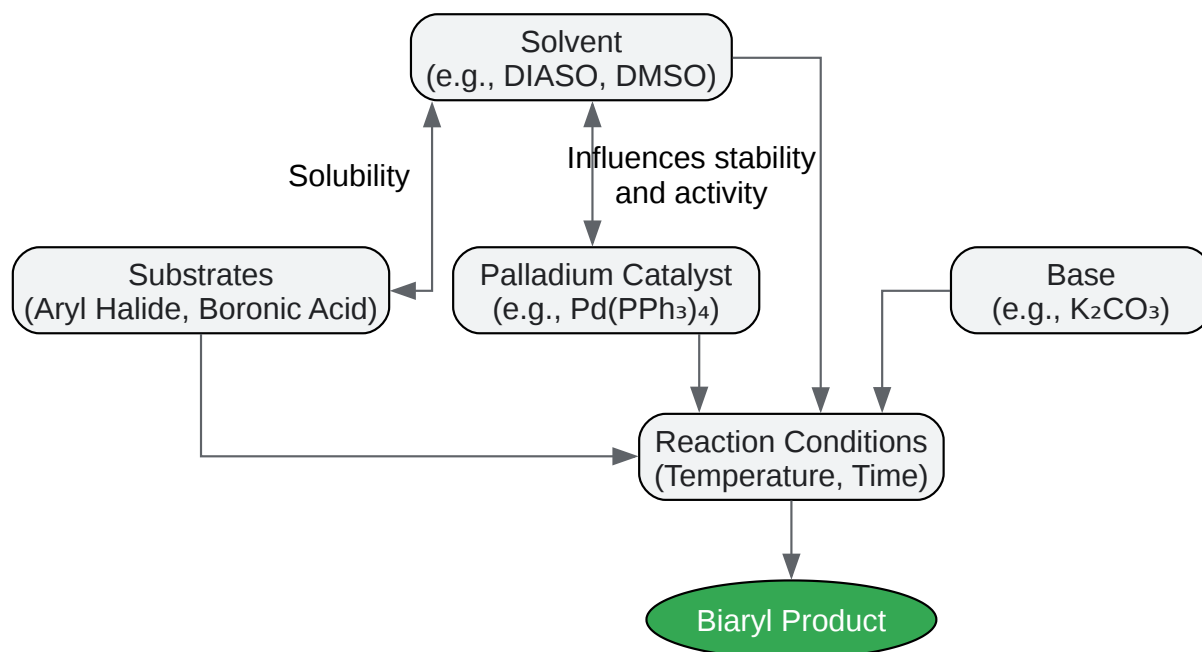 Solvent
(e.g., DIASO, DMSO)
Solubility
Influences stability
and activity
Substrates
(Aryl Halide, Boronic Acid)
Palladium Catalyst
(e.g., Pd(PPh₃)₄)
Base
(e.g., K₂CO₃)
Reaction Conditions
(Temperature, Time)
Biaryl Product